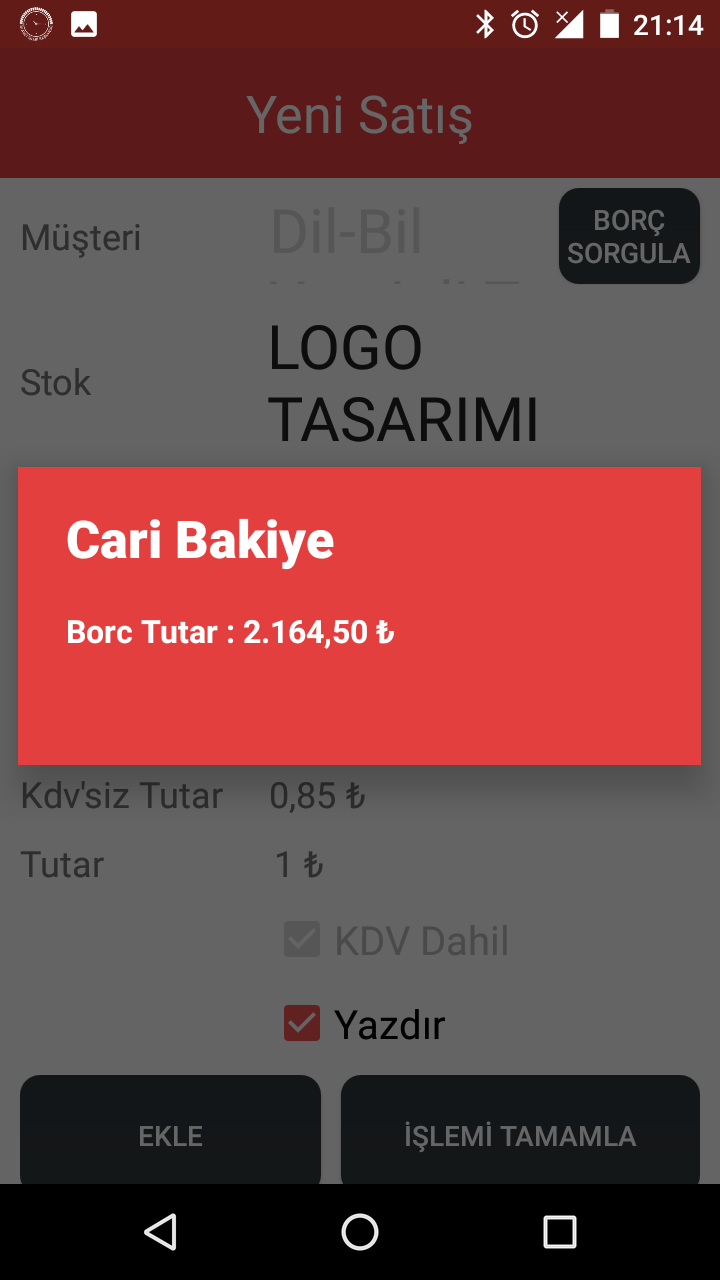 21:14
Yeni Satış
Müşteri
Dil-Bil
BORÇ
SORGULA
Stok
LOGO
TASARIMI
Cari Bakiye
Borc Tutar : 2.164,50 ₺
Kdv'siz Tutar 0,85 ₺
Tutar 1 ₺
KDV Dahil
Yazdır
EKLE
İŞLEMİ TAMAMLA